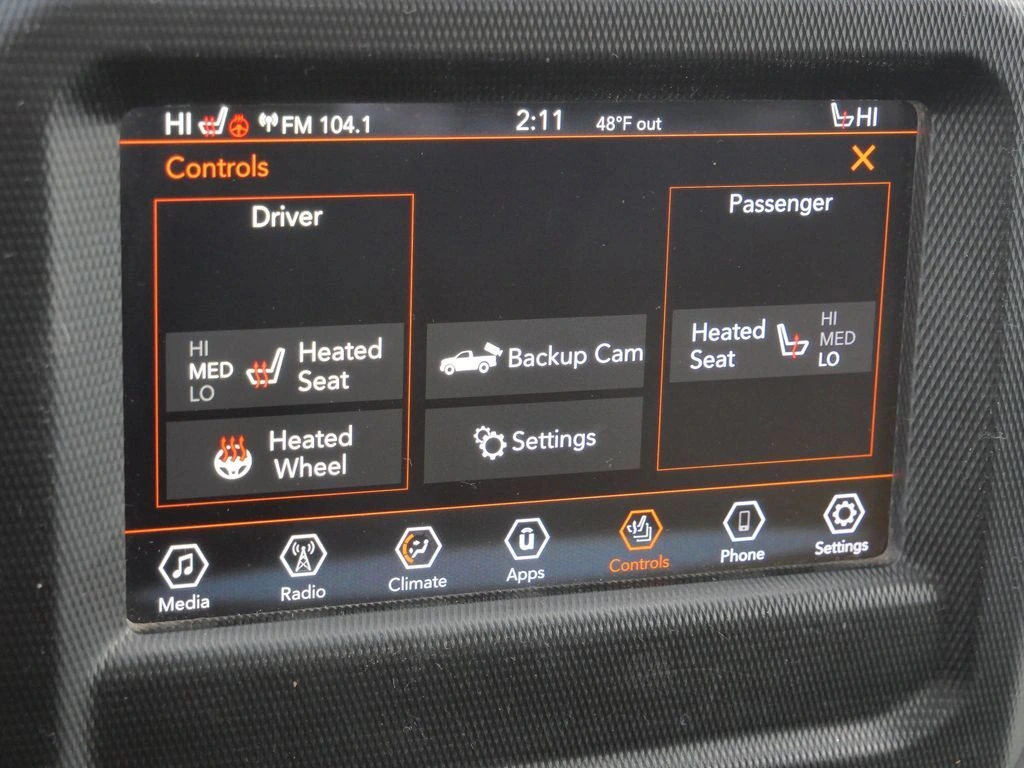 HI FM 104.1 2:11 48°F out HI
Controls X
Driver
HI
MED
LO
Heated
Seat
Heated
Wheel
Backup Cam
Settings
Passenger
Heated
Seat
HI
MED
LO
Media
Radio
Climate
u
Apps
Controls
Phone
Settings